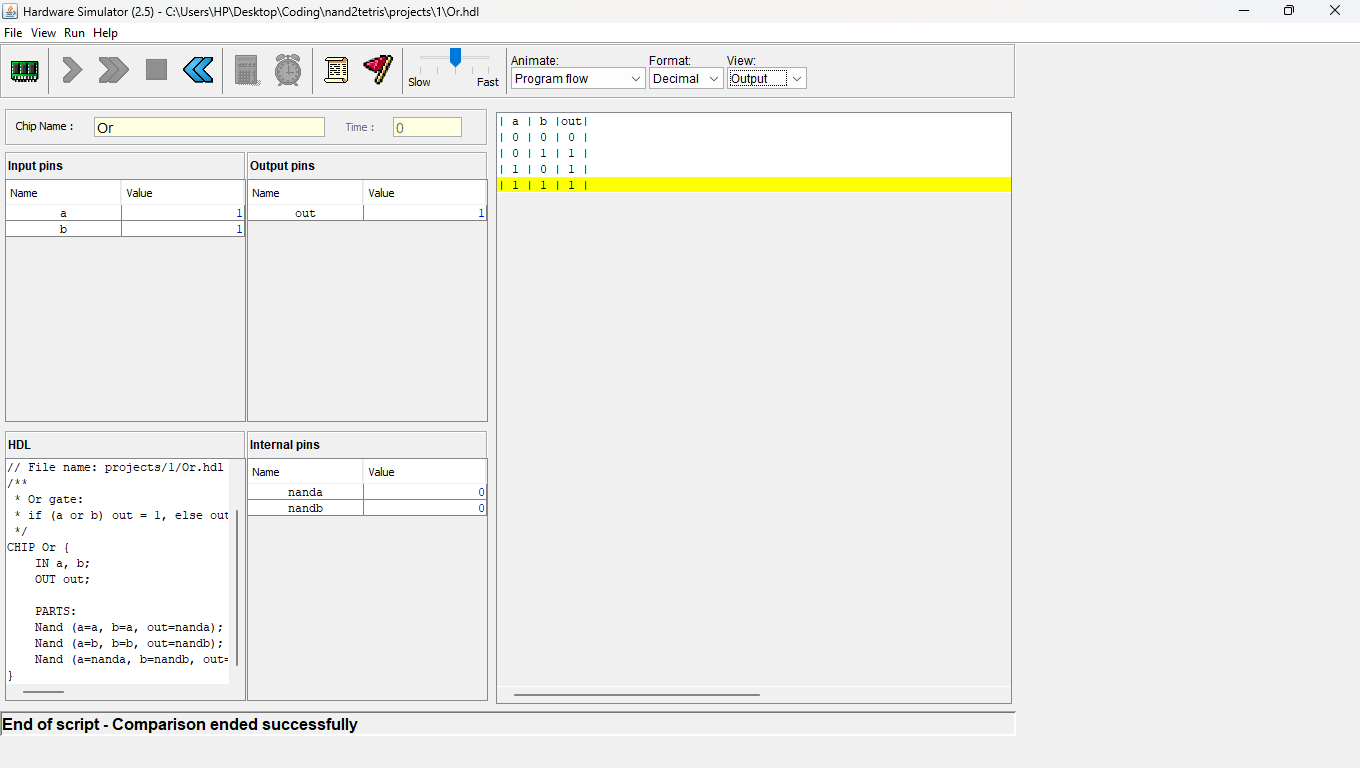 Hardware Simulator (2.5) - C:\Users\HP\Desktop\Coding\nand2tetris\projects\1\Or.hdl
File View Run Help
Slow Fast
Animate: Format: View:
Program flow Decimal Output
Chip Name : Or Time : 0
Input pins
Name Value
a 1
b 1
Output pins
Name Value
out 1
| a | b |out|
| 0 | 0 | 0 |
| 0 | 1 | 1 |
| 1 | 0 | 1 |
| 1 | 1 | 1 |
HDL
// File name: projects/1/Or.hdl
/**
* Or gate:
* if (a or b) out = 1, else out
*/
CHIP Or {
IN a, b;
OUT out;
PARTS:
Nand (a=a, b=a, out=nanda);
Nand (a=b, b=b, out=nandb);
Nand (a=nanda, b=nandb, out=
}
Internal pins
Name Value
nanda 0
nandb 0
End of script - Comparison ended successfully